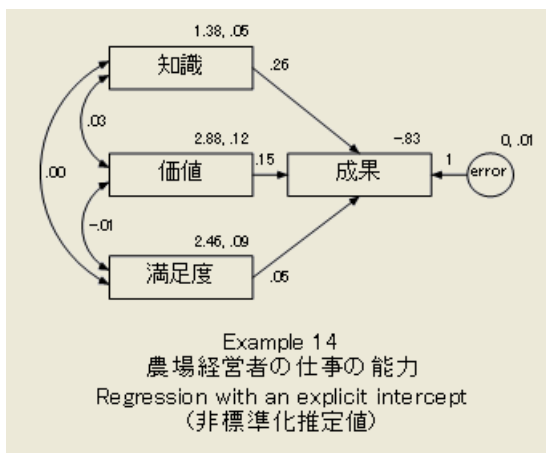 1.38, .05
知識
.26
.03
2.88, .12
-.83
0, .01
.00
価値
.15
成果
1
error
-.01
2.46, .09
満足度
.05
Example 14
農場経営者の仕事の能力
Regression with an explicit intercept
(非標準化推定値)